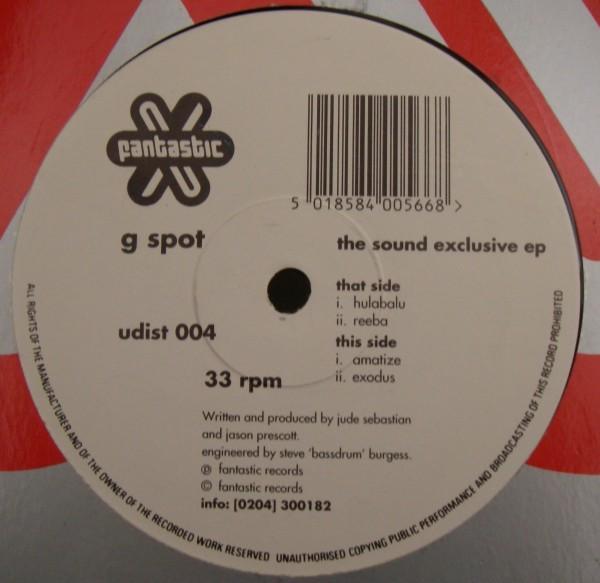 fantastic
5 018584 005668 >
g spot
the sound exclusive ep
that side
i. hulabalu
ii. reeba
this side
i. amatize
ii. exodus
udist 004
33 rpm
Written and produced by jude sebastian
and jason prescott.
engineered by steve 'bassdrum' burgess.
℗ fantastic records
© fantastic records
info: [0204] 300182
ALL RIGHTS OF THE MANUFACTURER AND OF THE OWNER OF THE RECORDED WORK RESERVED UNAUTHORISED COPYING PUBLIC PERFORMANCE AND BROADCASTING OF THIS RECORD PROHIBITED